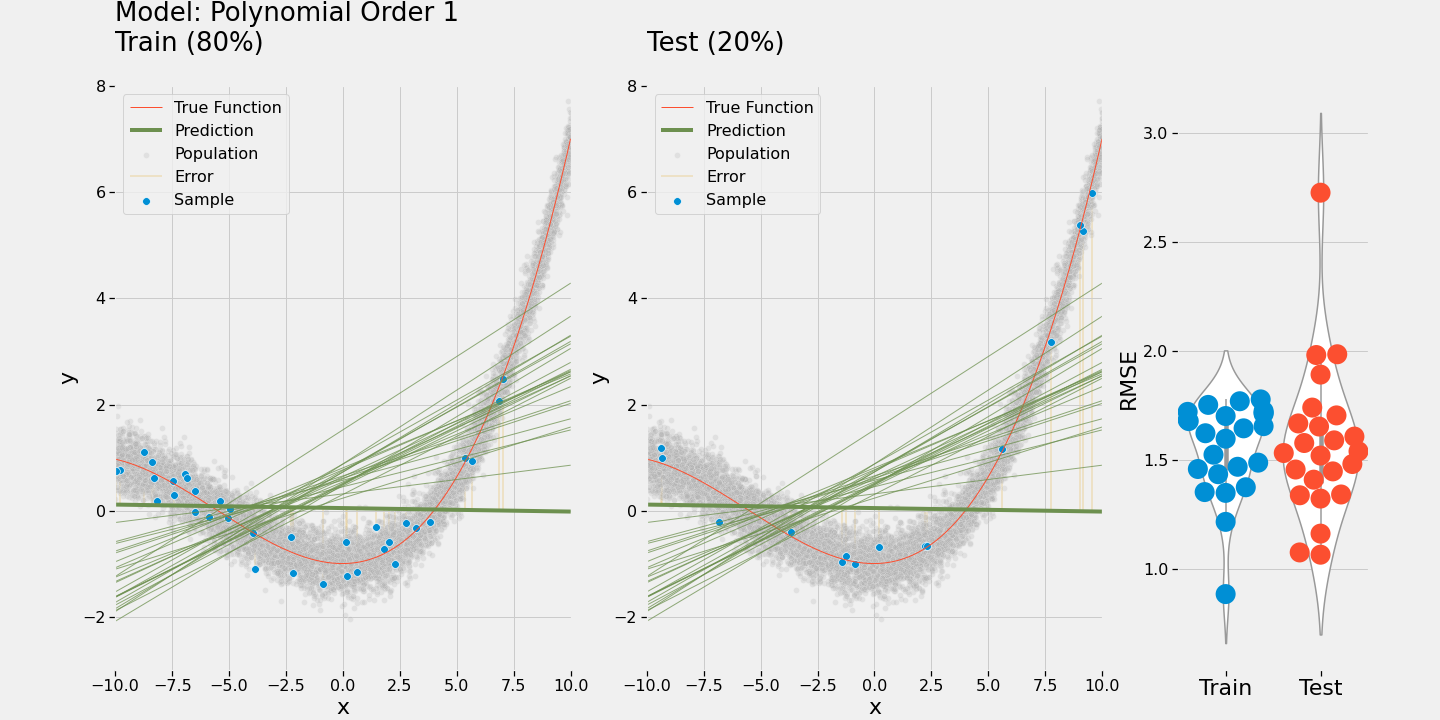 Model: Polynomial Order 1
Train (80%)
Test (20%)
8
6
4
2
0
−2
y
True Function
Prediction
Population
Error
Sample
−10.0 −7.5 −5.0 −2.5 0.0 2.5 5.0 7.5 10.0
x
8
6
4
2
0
−2
y
True Function
Prediction
Population
Error
Sample
−10.0 −7.5 −5.0 −2.5 0.0 2.5 5.0 7.5 10.0
x
3.0
2.5
2.0
1.5
1.0
RMSE
Train Test